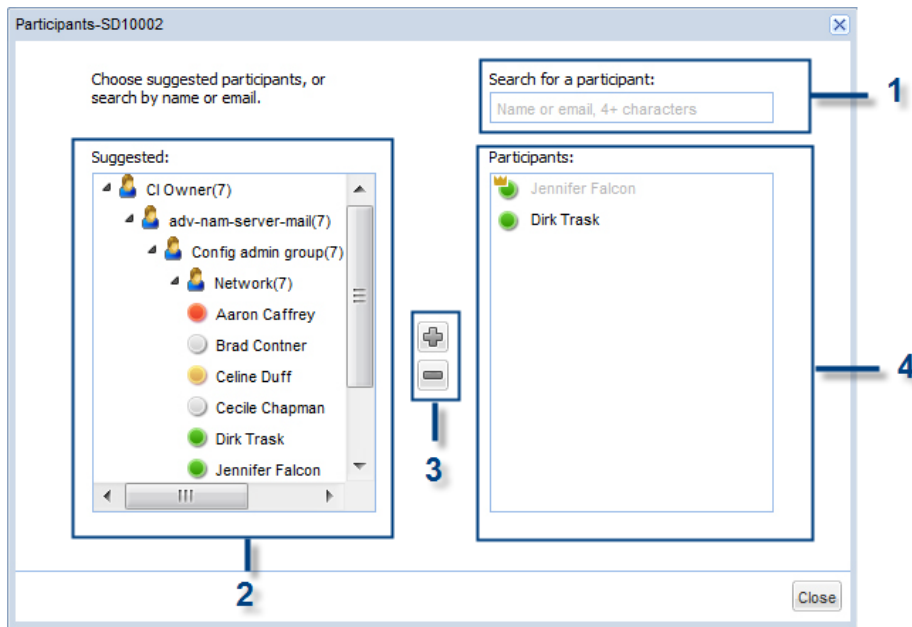 Participants-SD10002
Choose suggested participants, or
search by name or email.
Search for a participant:
Name or email, 4+ characters
1
Suggested:
CI Owner(7)
adv-nam-server-mail(7)
Config admin group(7)
Network(7)
Aaron Caffrey
Brad Contner
Celine Duff
Cecile Chapman
Dirk Trask
Jennifer Falcon
2
3
Participants:
Jennifer Falcon
Dirk Trask
4
Close